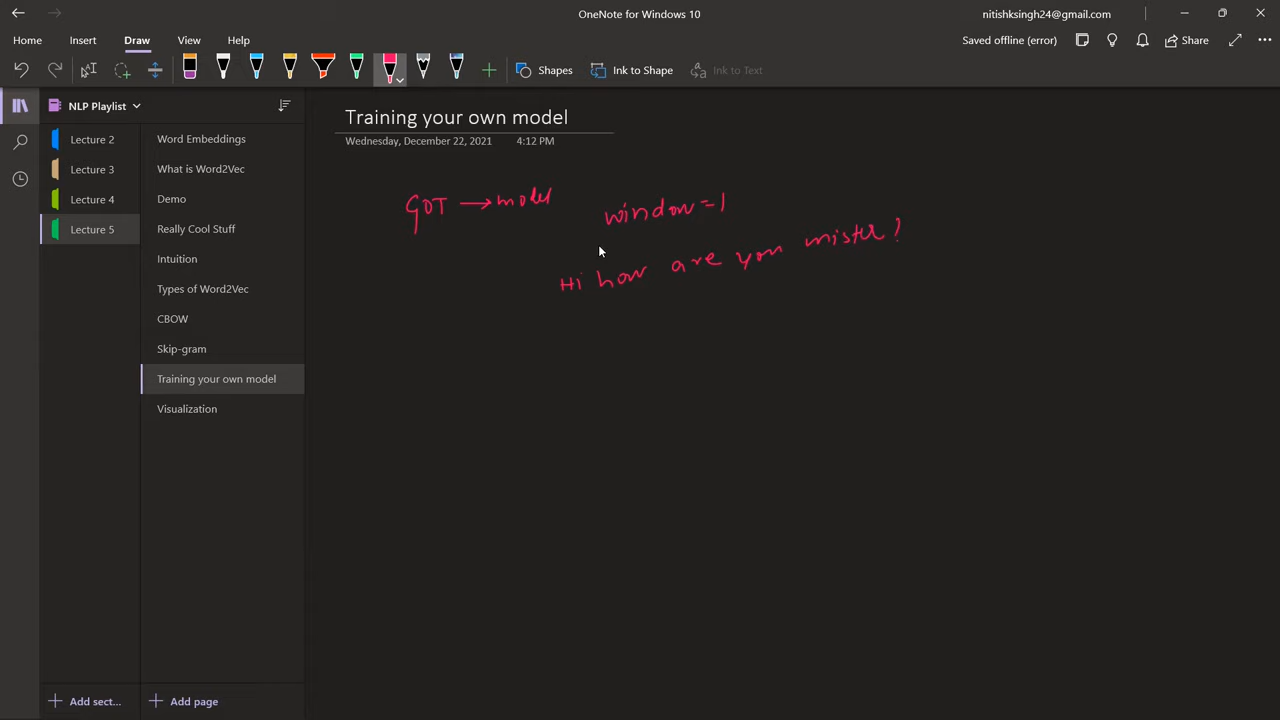 OneNote for Windows 10
nitishksingh24@gmail.com
Home Insert Draw View Help
Saved offline (error)
Share
Shapes
Ink to Shape
Ink to Text
NLP Playlist
Lecture 2
Lecture 3
Lecture 4
Lecture 5
Word Embeddings
What is Word2Vec
Demo
Really Cool Stuff
Intuition
Types of Word2Vec
CBOW
Skip-gram
Training your own model
Visualization
Add sect...
Add page
Training your own model
Wednesday, December 22, 2021 4:12 PM
GOT → model
window = 1
Hi how are you mister?